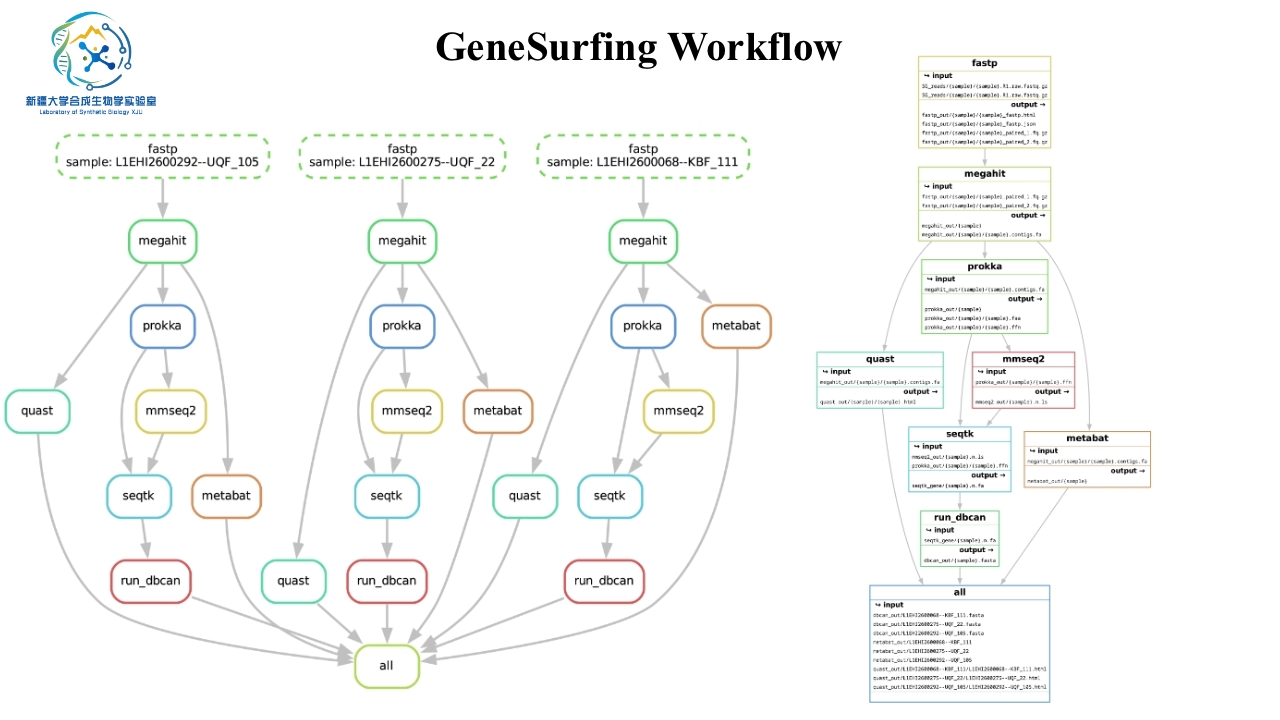 GeneSurfing Workflow
新疆大学合成生物学实验室
Laboratory of Synthetic Biology XJU
fastp
sample: L1EHI2600292--UQF_105
fastp
sample: L1EHI2600275--UQF_22
fastp
sample: L1EHI2600068--KBF_111
megahit
megahit
megahit
prokka
prokka
prokka
metabat
quast
mmseq2
mmseq2
metabat
mmseq2
seqtk
metabat
seqtk
quast
seqtk
run_dbcan
quast
run_dbcan
run_dbcan
all
fastp
↪ input
SG_reads/{sample}/{sample}.R1.raw.fastq.gz
SG_reads/{sample}/{sample}.R1.raw.fastq.gz
output →
fastp_out/{sample}/{sample}_fastp.html
fastp_out/{sample}/{sample}_fastp.json
fastp_out/{sample}/{sample}_paired_1.fq.gz
fastp_out/{sample}/{sample}_paired_2.fq.gz
megahit
↪ input
fastp_out/{sample}/{sample}_paired_1.fq.gz
fastp_out/{sample}/{sample}_paired_2.fq.gz
output →
megahit_out/{sample}
megahit_out/{sample}/{sample}.contigs.fa
prokka
↪ input
megahit_out/{sample}/{sample}.contigs.fa
output →
prokka_out/{sample}
prokka_out/{sample}/{sample}.faa
prokka_out/{sample}/{sample}.ffn
quast
↪ input
megahit_out/{sample}/{sample}.contigs.fa
output →
quast_out/{sample}/{sample}.html
mmseq2
↪ input
prokka_out/{sample}/{sample}.ffn
output →
mmseq2_out/{sample}.m.ls
seqtk
↪ input
mmseq2_out/{sample}.m.ls
prokka_out/{sample}/{sample}.ffn
output →
seqtk_gene/{sample}.m.fa
metabat
↪ input
megahit_out/{sample}/{sample}.contigs.fa
output →
metabat_out/{sample}
run_dbcan
↪ input
seqtk_gene/{sample}.m.fa
output →
dbcan_out/{sample}.fasta
all
↪ input
dbcan_out/L1EHI2600068--KBF_111.fasta
dbcan_out/L1EHI2600275--UQF_22.fasta
dbcan_out/L1EHI2600292--UQF_105.fasta
metabat_out/L1EHI2600068--KBF_111
metabat_out/L1EHI2600275--UQF_22
metabat_out/L1EHI2600292--UQF_105
quast_out/L1EHI2600068--KBF_111/L1EHI2600068--KBF_111.html
quast_out/L1EHI2600275--UQF_22/L1EHI2600275--UQF_22.html
quast_out/L1EHI2600292--UQF_105/L1EHI2600292--UQF_105.html